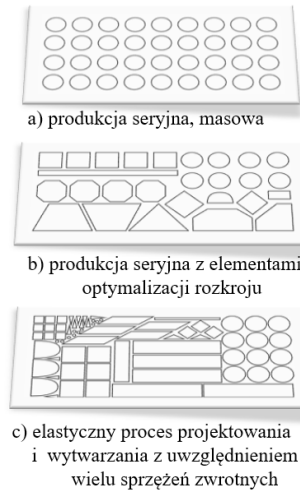 a) produkcja seryjna, masowa
b) produkcja seryjna z elementami
optymalizacji rozkroju
c) elastyczny proces projektowania
i wytwarzania z uwzględnieniem
wielu sprzężeń zwrotnych